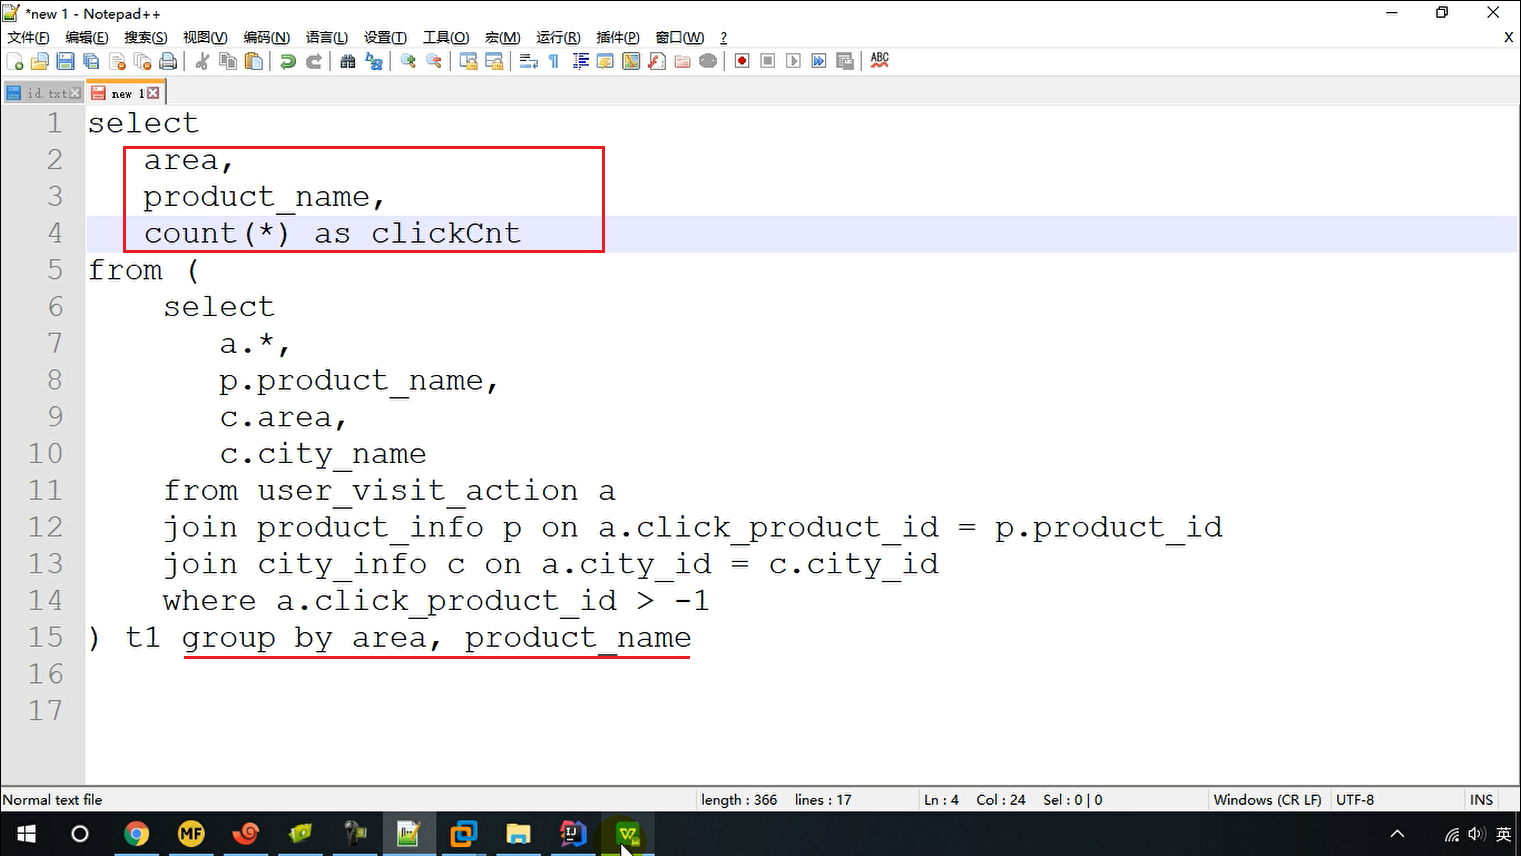 *new 1 - Notepad++
文件(F) 编辑(E) 搜索(S) 视图(V) 编码(N) 语言(L) 设置(T) 工具(O) 宏(M) 运行(R) 插件(P) 窗口(W) ? X
ABC
id.txt new 1
1 select
2 area,
3 product_name,
4 count(*) as clickCnt
5 from (
6 select
7 a.*,
8 p.product_name,
9 c.area,
10 c.city_name
11 from user_visit_action a
12 join product_info p on a.click_product_id = p.product_id
13 join city_info c on a.city_id = c.city_id
14 where a.click_product_id > -1
15 ) t1 group by area, product_name
16
17
Normal text file length : 366 lines : 17 Ln : 4 Col : 24 Sel : 0 | 0 Windows (CR LF) UTF-8 INS
MF IJ 英